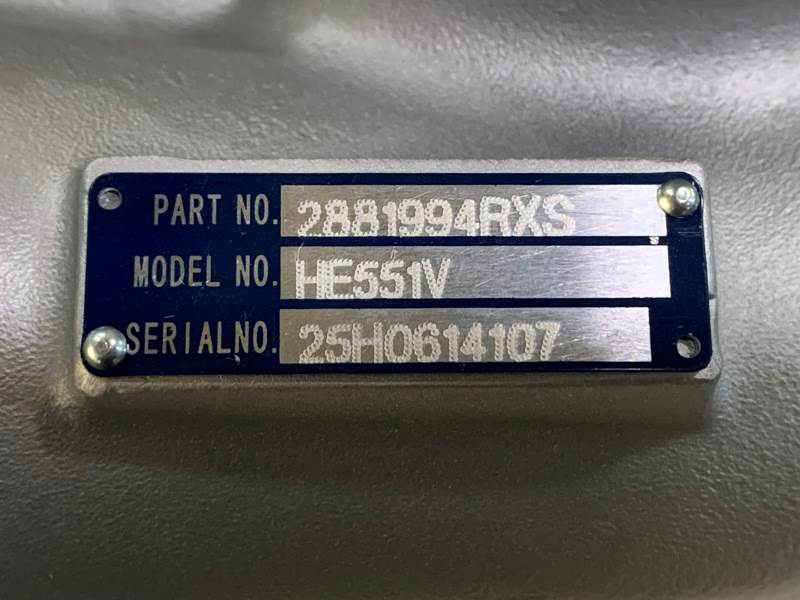 PART NO. 2881994RXS
MODEL NO. HE551V
SERIALNO. 25H0614107